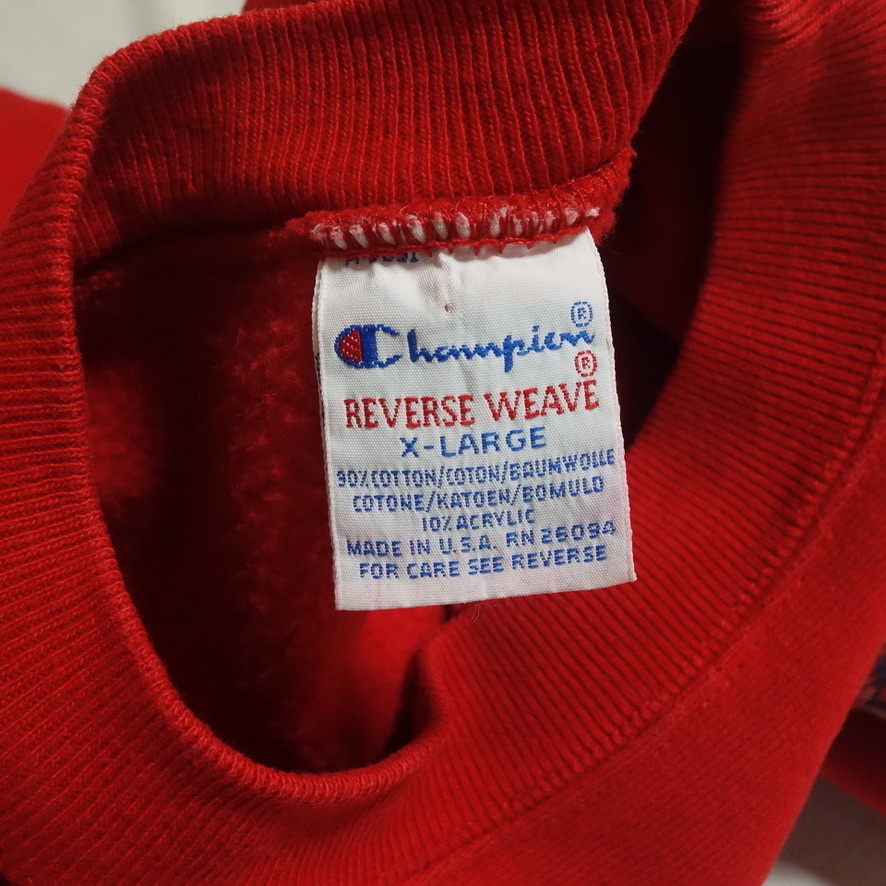 Champion®
REVERSE WEAVE®
X-LARGE
90% COTTON/COTON/BAUMWOLLE
COTONE/KATOEN/BOMULD
10% ACRYLIC
MADE IN U.S.A. RN 26094
FOR CARE SEE REVERSE